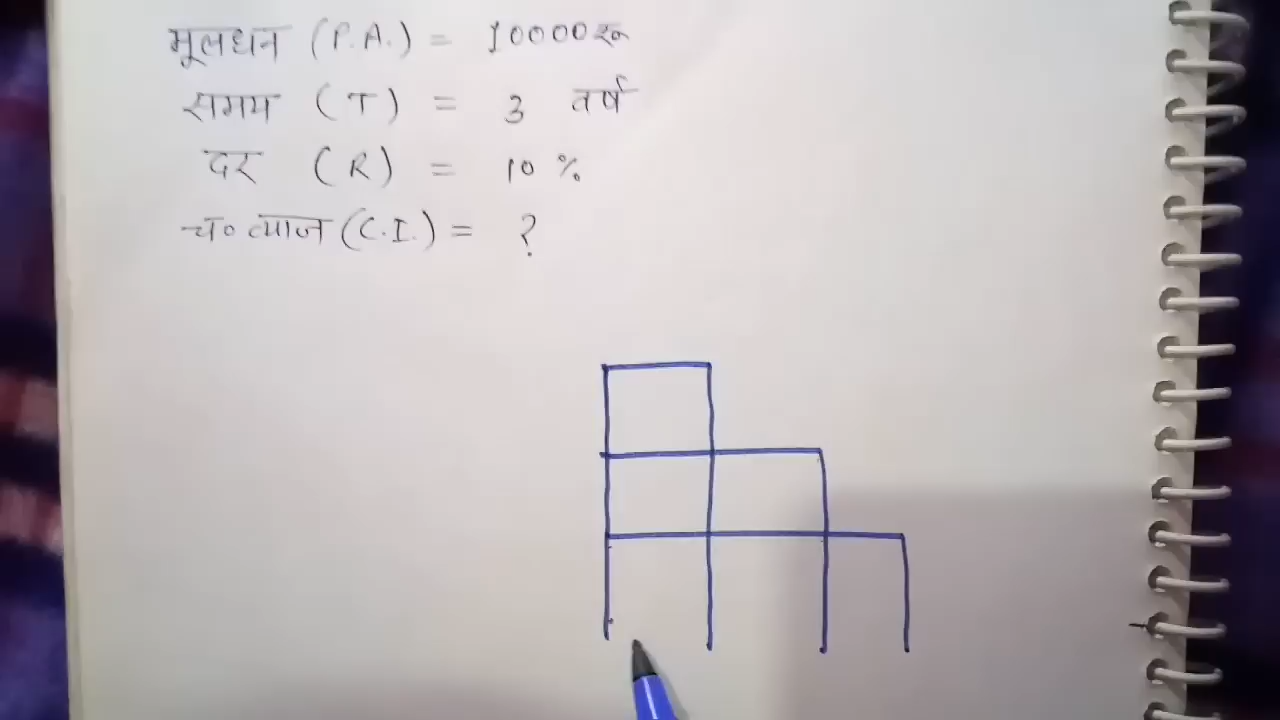 मूलधन (P.A.) = 10000रू
समय (T) = 3 वर्ष
दर (R) = 10 %
च० ब्याज (C.I.) = ?